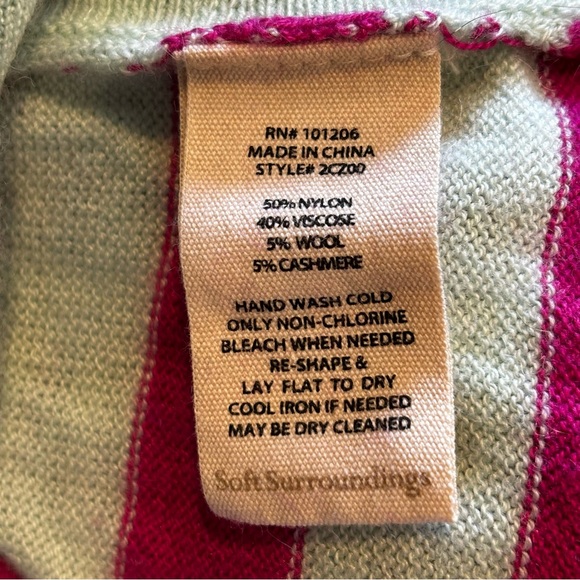 RN# 101206
MADE IN CHINA
STYLE# 2CZ00
50% NYLON
40% VISCOSE
5% WOOL
5% CASHMERE
HAND WASH COLD
ONLY NON-CHLORINE
BLEACH WHEN NEEDED
RE-SHAPE &
LAY FLAT TO DRY
COOL IRON IF NEEDED
MAY BE DRY CLEANED
Soft Surroundings